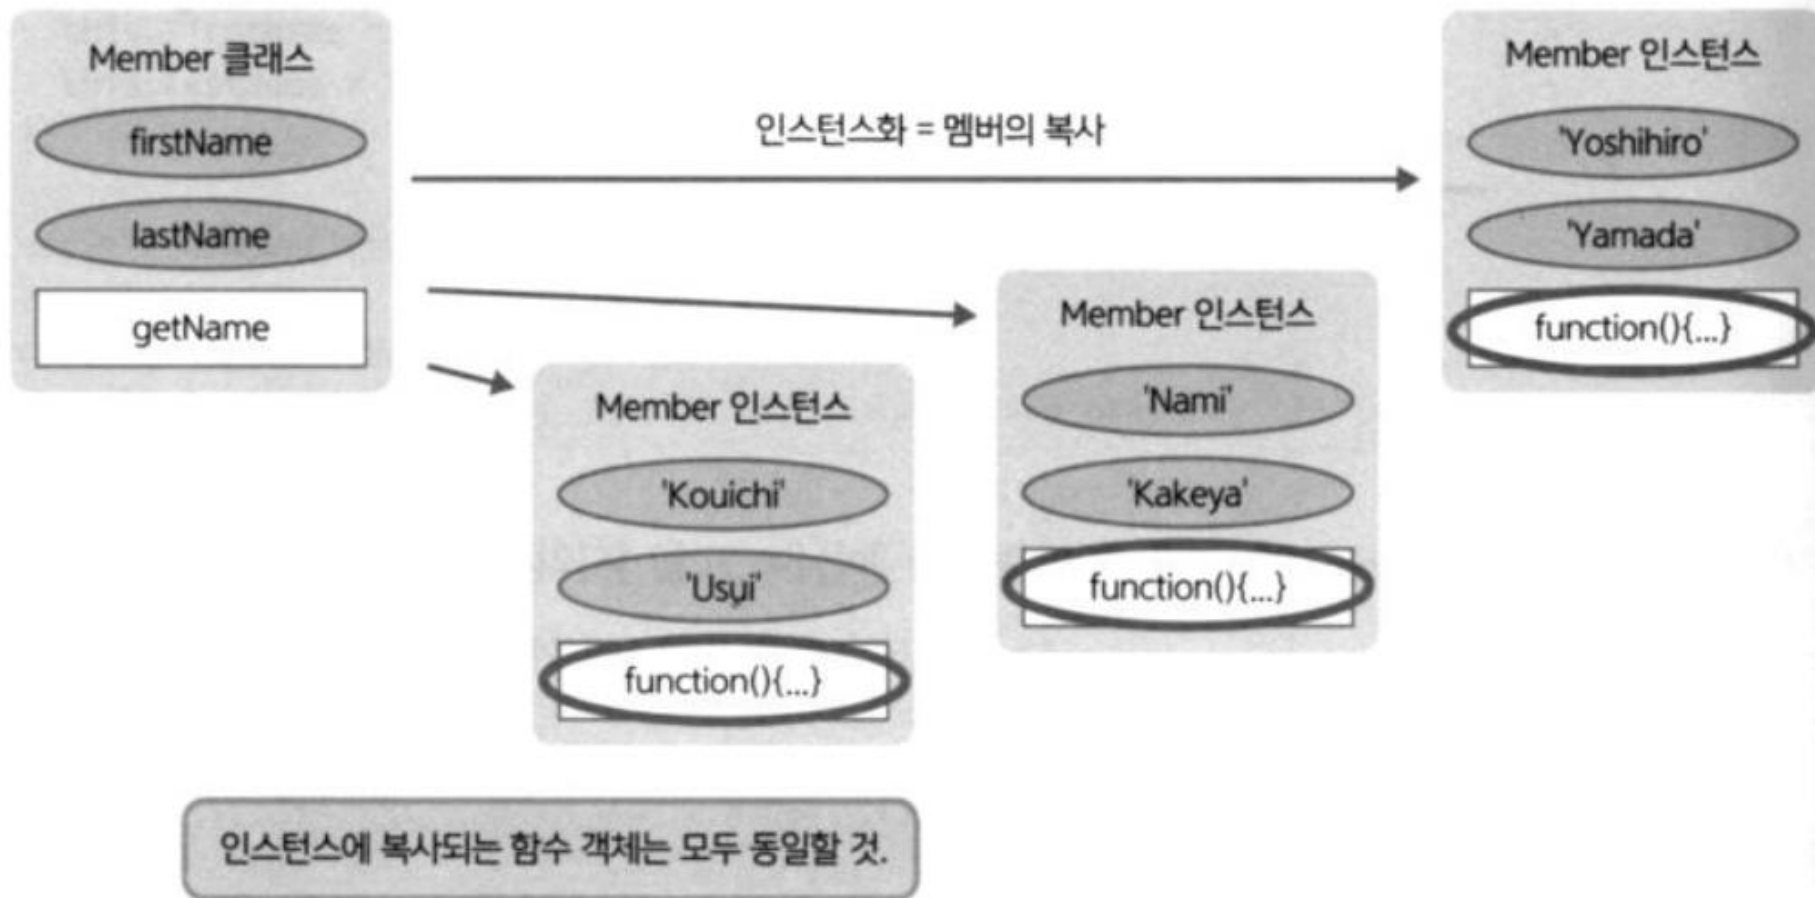 Member 클래스
firstName
lastName
getName
인스턴스화 = 멤버의 복사
Member 인스턴스
'Yoshihiro'
'Yamada'
function(){...}
Member 인스턴스
'Nami'
'Kakeya'
function(){...}
Member 인스턴스
'Kouichi'
'Usui'
function(){...}
인스턴스에 복사되는 함수 객체는 모두 동일할 것.